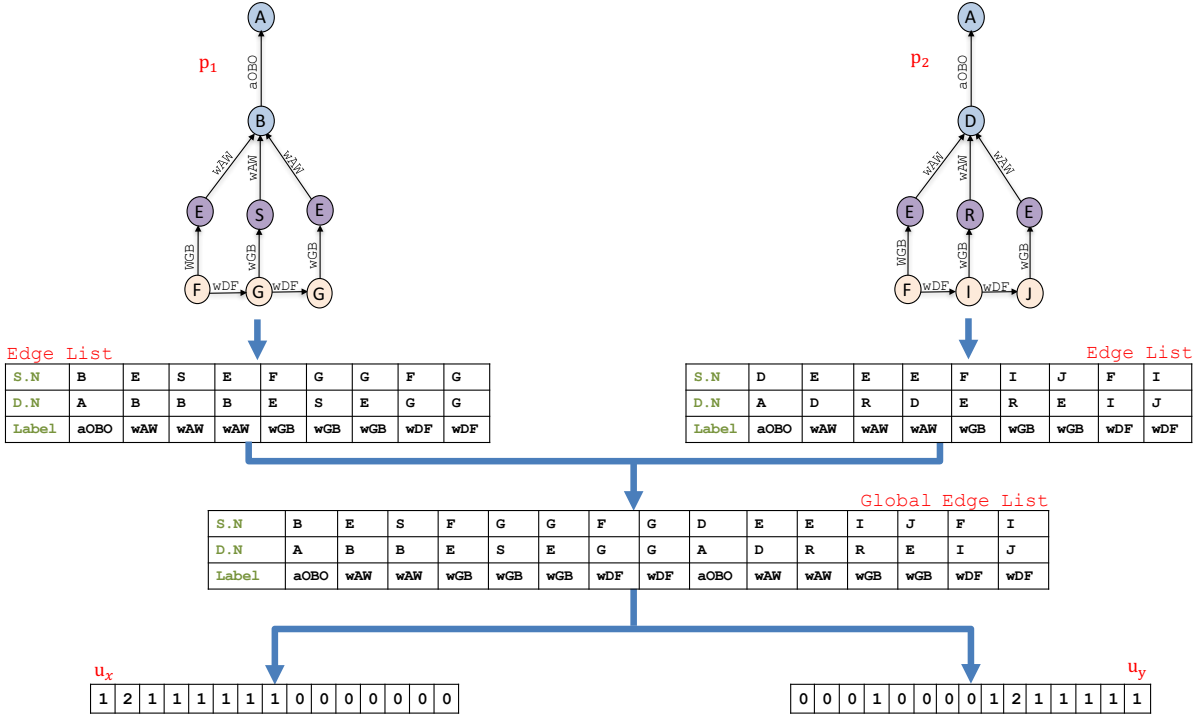 A
A
p1
p2
aOBO
aOBO
B
D
wAW
wAW
wAW
wAW
wAW
wAW
E
S
E
E
R
E
WGB
wGB
wGB
WGB
wGB
wGB
F
wDF
G
wDF
G
F
wDF
I
wDF
J
Edge List
S.N B E S E F G G F G
D.N A B B B E S E G G
Label aOBO wAW wAW wAW wGB wGB wGB wDF wDF
Edge List
S.N D E E E F I J F I
D.N A D R D E R E I J
Label aOBO wAW wAW wAW wGB wGB wGB wDF wDF
Global Edge List
S.N B E S F G G F G D E E I J F I
D.N A B B E S E G G A D R R E I J
Label aOBO wAW wAW wGB wGB wGB wDF wDF aOBO wAW wAW wGB wGB wDF wDF
ux
1 2 1 1 1 1 1 1 0 0 0 0 0 0 0
uy
0 0 0 1 0 0 0 0 1 2 1 1 1 1 1